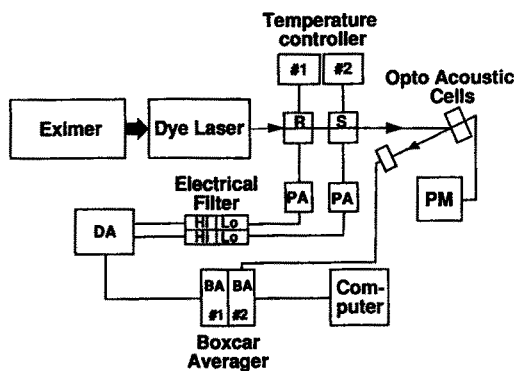 Temperature
controller
#1 #2
Opto Acoustic
Cells
Eximer
Dye Laser
R S
Electrical
Filter
PA PA
PM
DA
Hi Lo
Hi Lo
BA BA
#1 #2
Com-
puter
Boxcar
Averager